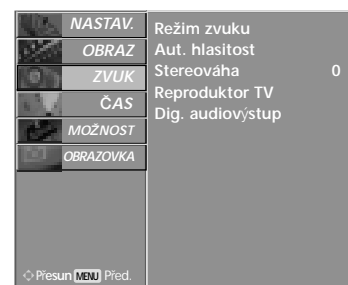 NASTAV.
OBRAZ
ZVUK
ČAS
MOŽNOST
OBRAZOVKA
Přesun MENU Před.
Režim zvuku
Aut. hlasitost
Stereováha 0
Reproduktor TV
Dig. audiovýstup